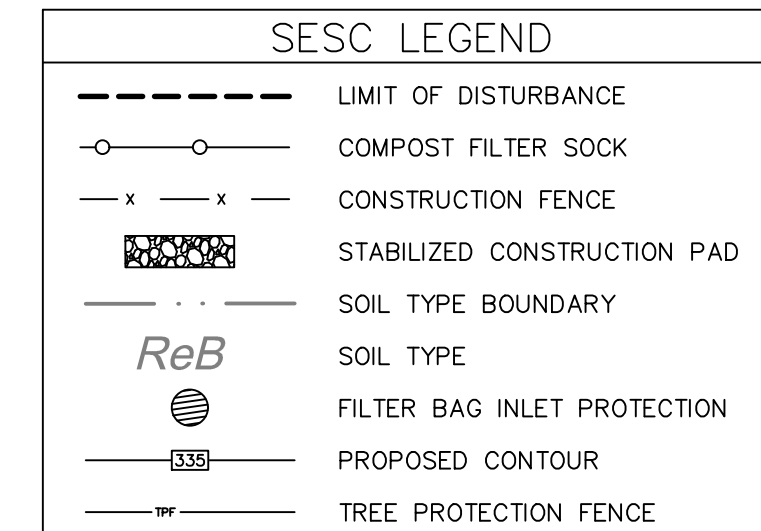 SESC LEGEND
LIMIT OF DISTURBANCE
COMPOST FILTER SOCK
x x CONSTRUCTION FENCE
STABILIZED CONSTRUCTION PAD
SOIL TYPE BOUNDARY
ReB SOIL TYPE
FILTER BAG INLET PROTECTION
335 PROPOSED CONTOUR
TPF TREE PROTECTION FENCE